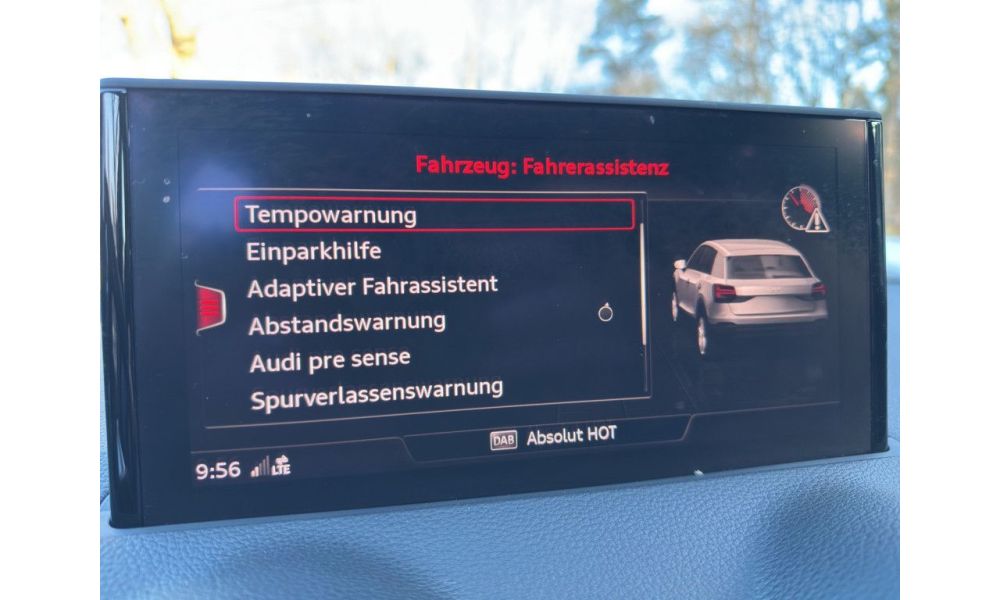 Fahrzeug: Fahrerassistenz
Tempowarnung
Einparkhilfe
Adaptiver Fahrassistent
Abstandswarnung
Audi pre sense
Spurverlassenswarnung
DAB Absolut HOT
9:56 LTE